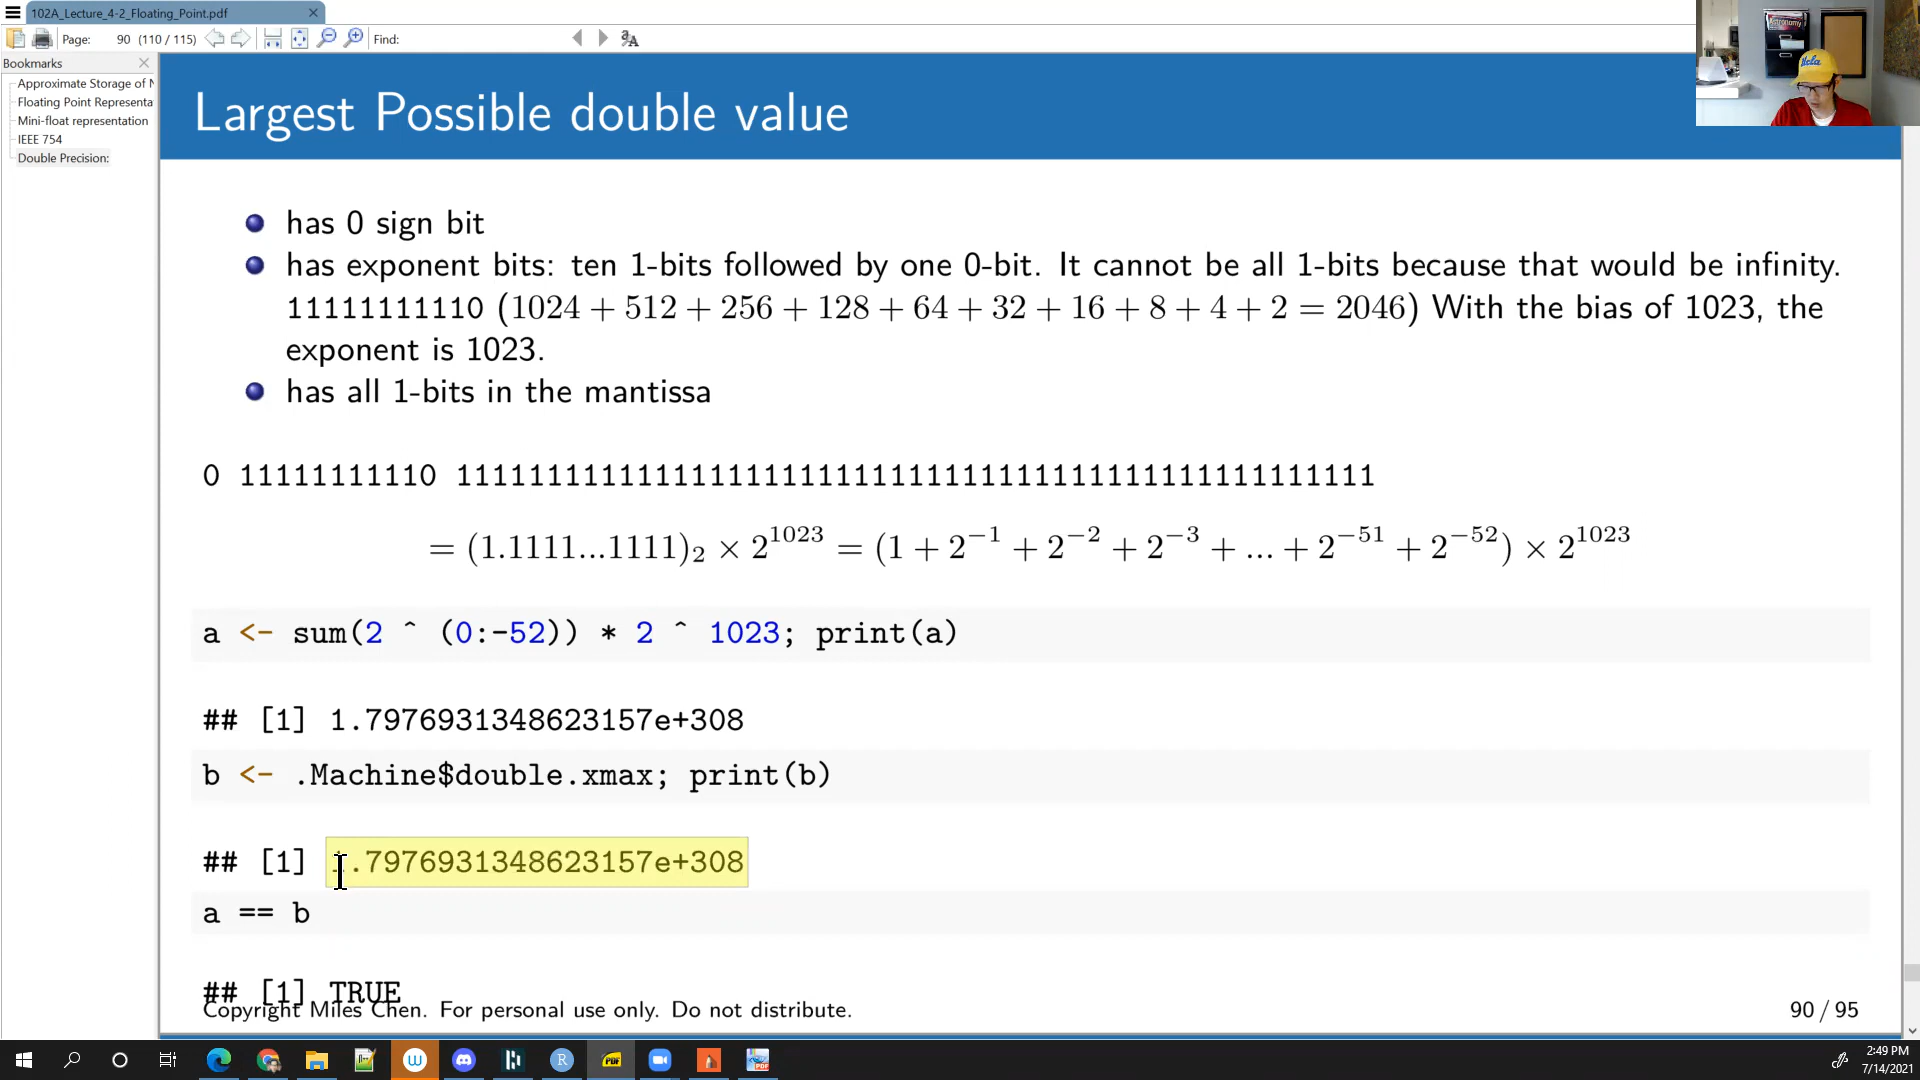 102A_Lecture_4-2_Floating_Point.pdf
Page: 90 (110 / 115) Find:
Bookmarks
Approximate Storage of N
Floating Point Representa
Mini-float representation
IEEE 754
Double Precision:
Largest Possible double value
has 0 sign bit
has exponent bits: ten 1-bits followed by one 0-bit. It cannot be all 1-bits because that would be infinity.
11111111110 (1024 + 512 + 256 + 128 + 64 + 32 + 16 + 8 + 4 + 2 = 2046) With the bias of 1023, the
exponent is 1023.
has all 1-bits in the mantissa
0 11111111110 1111111111111111111111111111111111111111111111111111
= (1.1111...1111)₂ × 2¹⁰²³ = (1 + 2⁻¹ + 2⁻² + 2⁻³ + ... + 2⁻⁵¹ + 2⁻⁵²) × 2¹⁰²³
a <- sum(2 ^ (0:-52)) * 2 ^ 1023; print(a)
## [1] 1.7976931348623157e+308
b <- .Machine$double.xmax; print(b)
## [1] 1.7976931348623157e+308
a == b
## [1] TRUE
Copyright Miles Chen. For personal use only. Do not distribute.
90 / 95
2:49 PM
7/14/2021